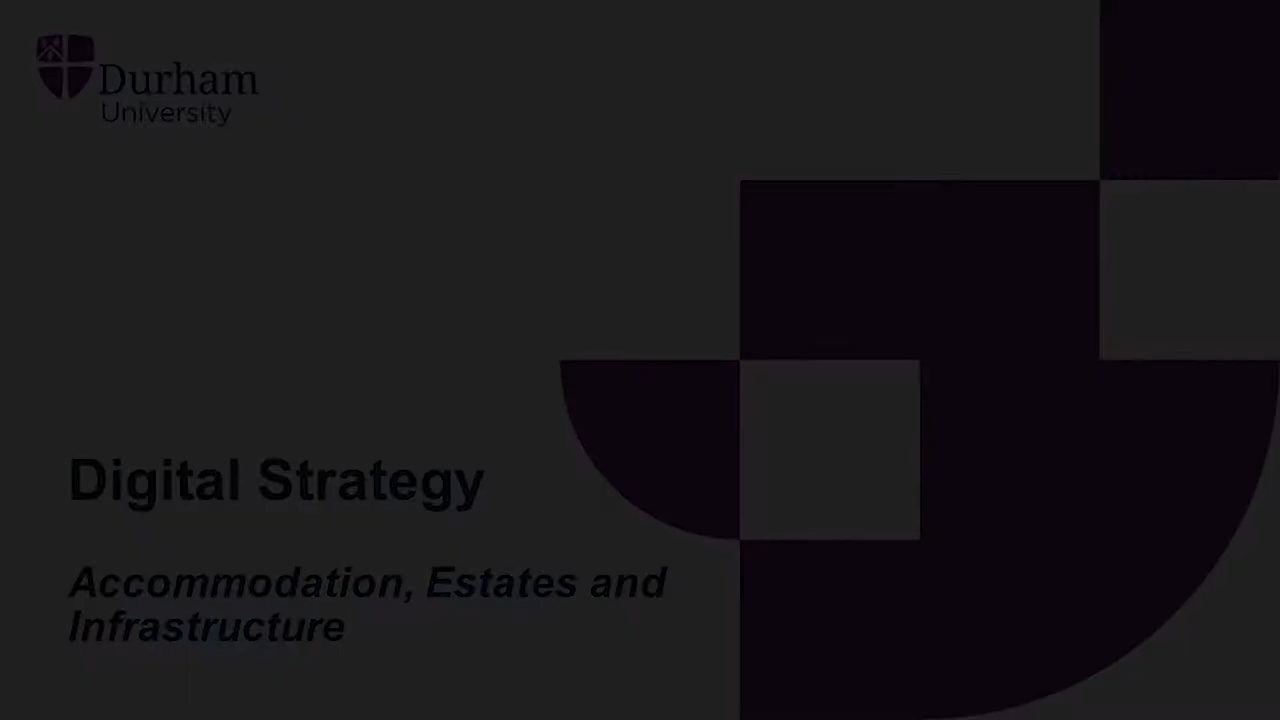 Durham
University
Digital Strategy
Accommodation, Estates and
Infrastructure